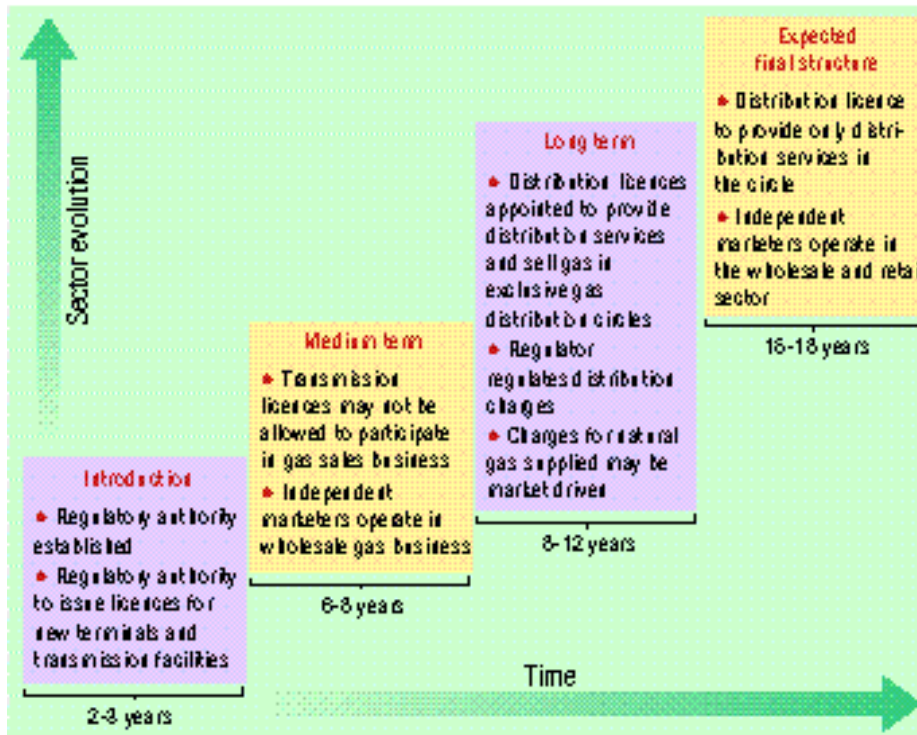 Sector evolution
Introduction
• Regulatory authority
established
• Regulatory authority
to issue licences for
new terminals and
transmission facilities
2-3 years
Medium term
• Transmission
licences may not be
allowed to participate
in gas sales business
• Independent
marketers operate in
wholesale gas business
6-8 years
Long term
• Distribution licences
appointed to provide
distribution services
and sell gas in
exclusive gas
distribution circles
• Regulator
regulates distribution
charges
• Charges for natural
gas supplied may be
market driven
8-12 years
Expected
final structure
• Distribution licence
to provide only distri-
bution services in
the circle
• Independent
marketers operate in
the wholesale and retai
sector
-18 years
Time